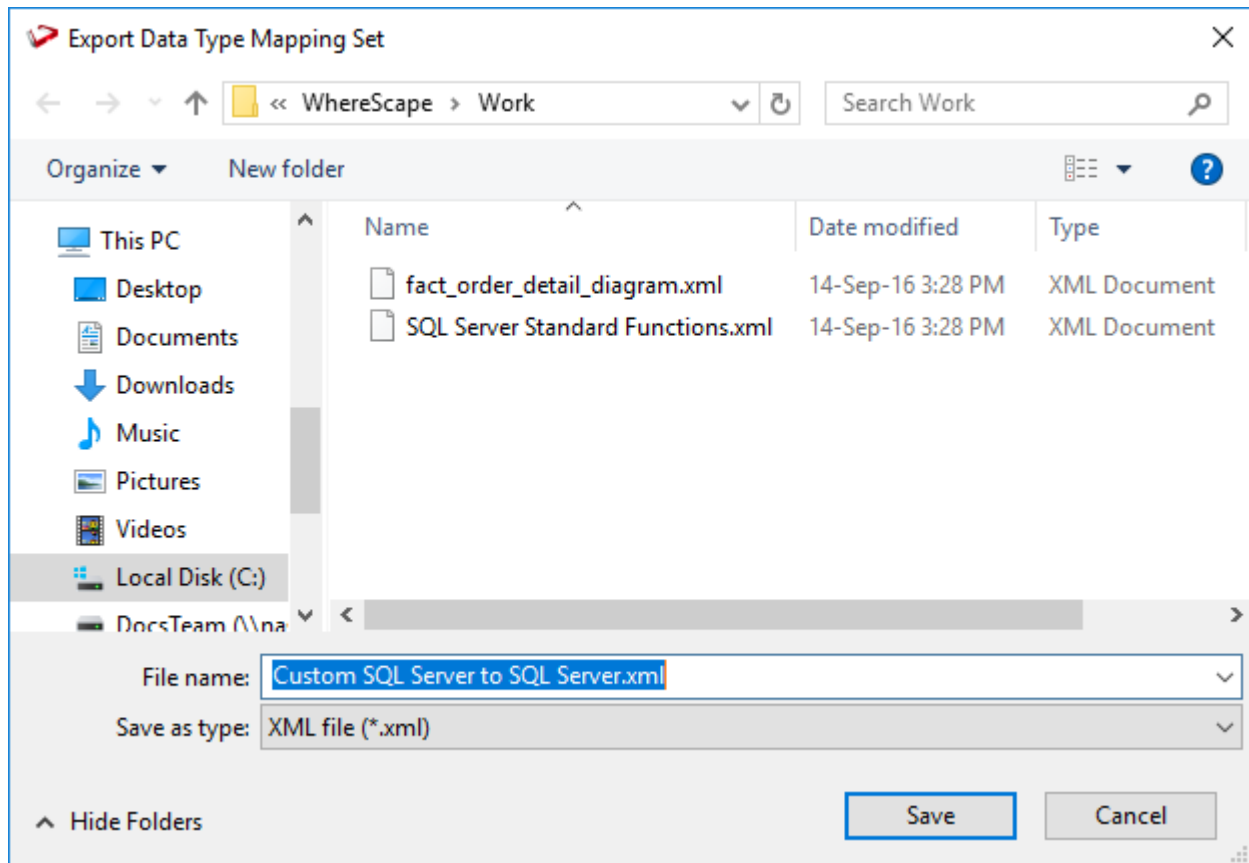 Export Data Type Mapping Set
« WhereScape > Work
Search Work
Organize
New folder
Name
Date modified
Type
This PC
Desktop
Documents
Downloads
Music
Pictures
Videos
Local Disk (C:)
DocsTeam (\\na
fact_order_detail_diagram.xml 14-Sep-16 3:28 PM XML Document
SQL Server Standard Functions.xml 14-Sep-16 3:28 PM XML Document
File name: Custom SQL Server to SQL Server.xml
Save as type: XML file (*.xml)
Hide Folders
Save
Cancel